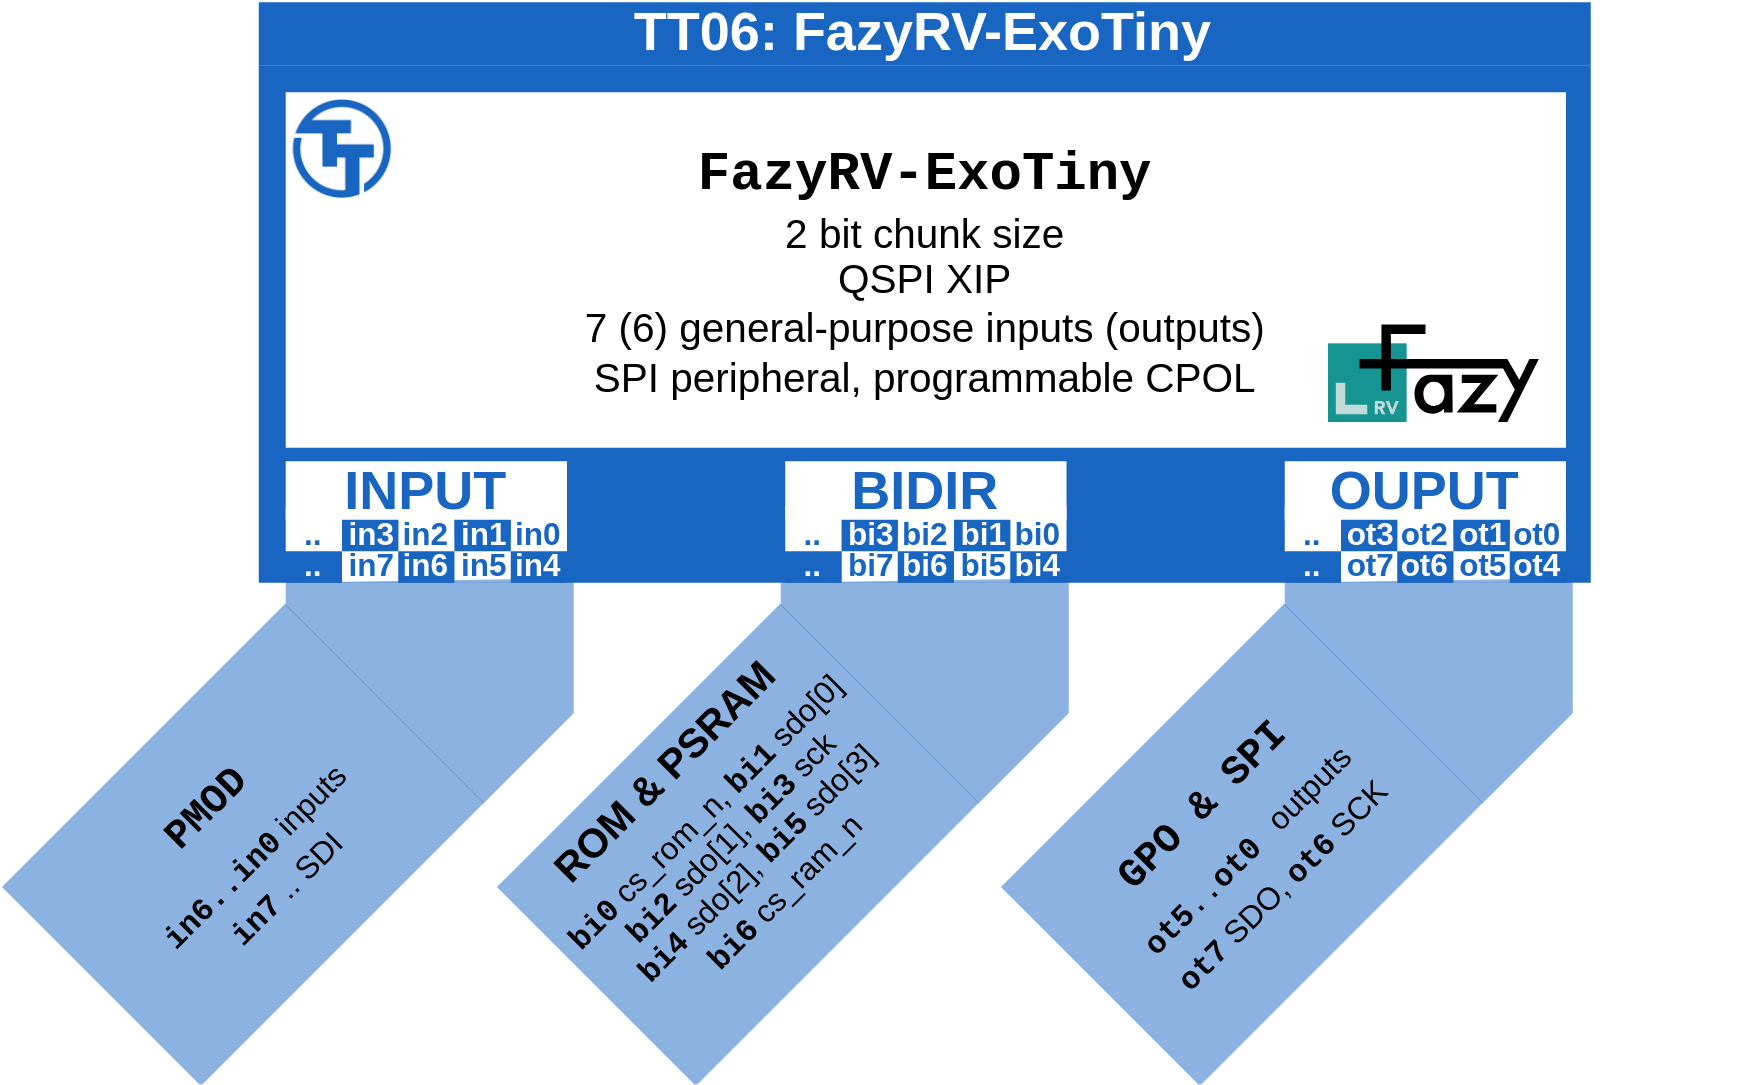 TT06: FazyRV-ExoTiny
TT
FazyRV-ExoTiny
2 bit chunk size
QSPI XIP
7 (6) general-purpose inputs (outputs)
SPI peripheral, programmable CPOL
fazy
RV
INPUT
.. in3 in2 in1 in0
.. in7 in6 in5 in4
BIDIR
.. bi3 bi2 bi1 bi0
.. bi7 bi6 bi5 bi4
OUPUT
.. ot3 ot2 ot1 ot0
.. ot7 ot6 ot5 ot4
PMOD
in6..in0 inputs
in7 .. SDI
ROM & PSRAM
bi0 cs_rom_n, bi1 sdo[0]
bi2 sdo[1], bi3 sck
bi4 sdo[2], bi5 sdo[3]
bi6 cs_ram_n
GPO & SPI
ot5..ot0 outputs
ot7 SDO, ot6 SCK